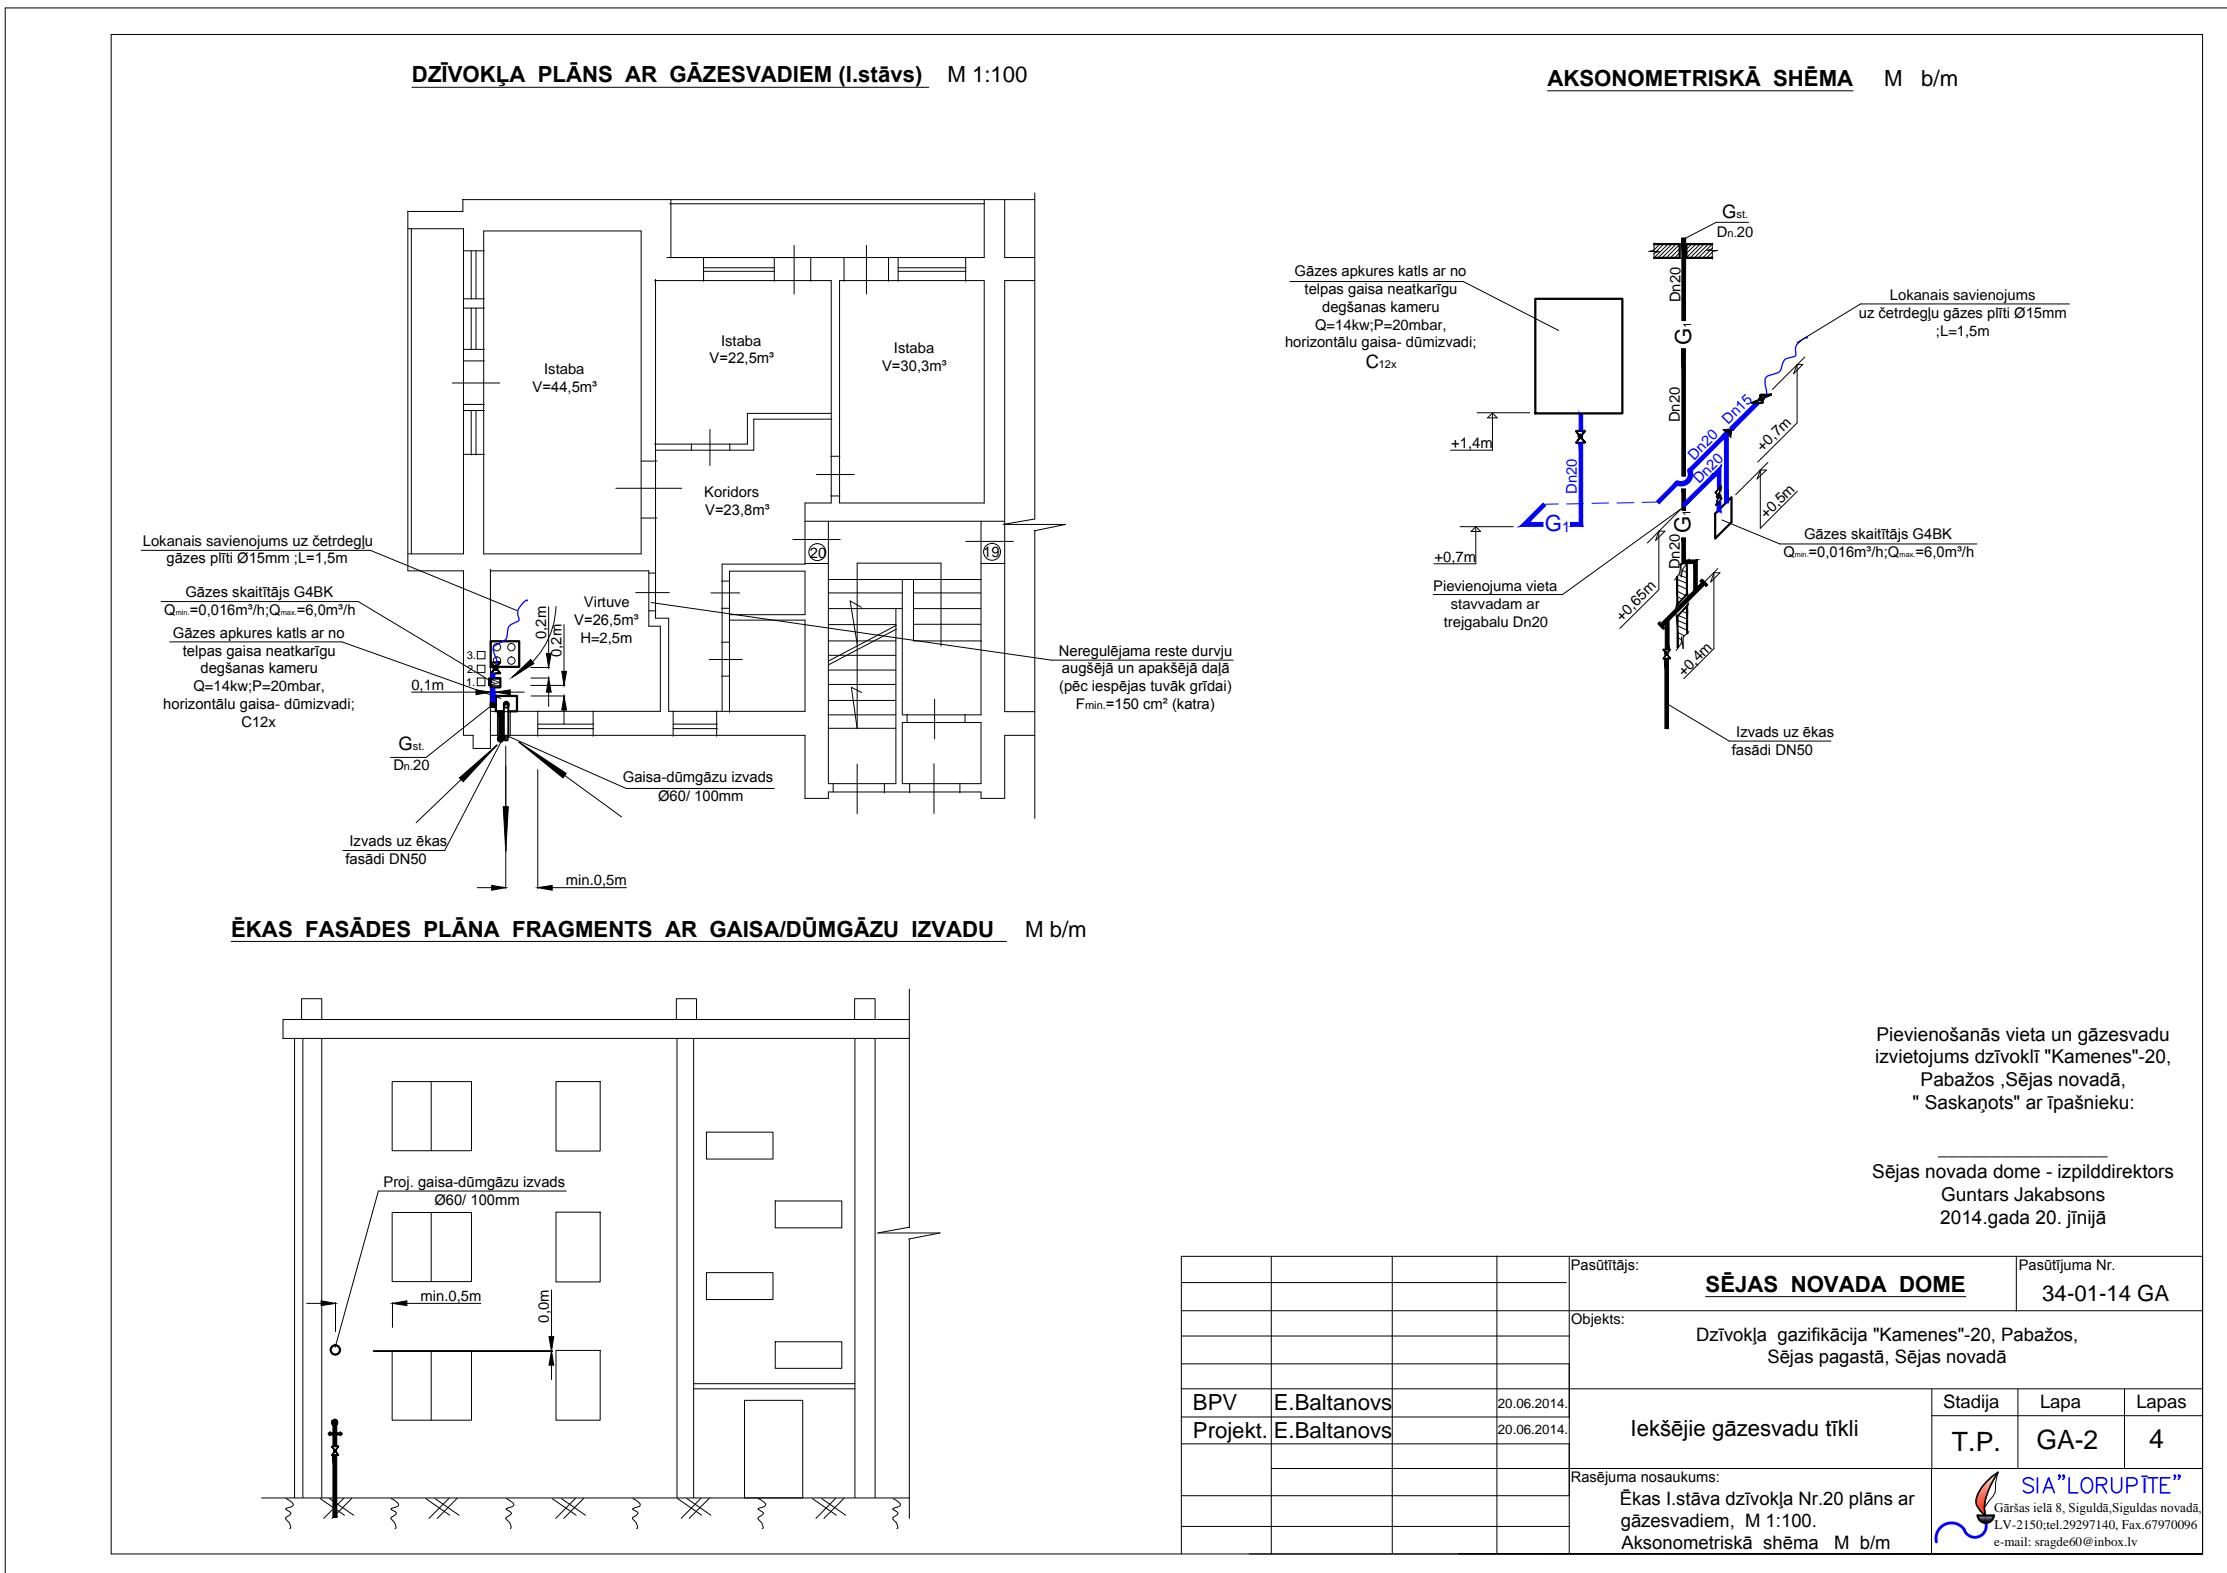 DZĪVOKĻA PLĀNS AR GĀZESVADIEM (I.stāvs) M 1:100
Istaba
V=44,5m³
Istaba
V=22,5m³
Istaba
V=30,3m³
Koridors
V=23,8m³
20
19
Virtuve
V=26,5m³
H=2,5m
Lokanais savienojums uz četrdegļu
gāzes plīti Ø15mm ;L=1,5m
Gāzes skaitītājs G4BK
Qmin.=0,016m³/h;Qmax.=6,0m³/h
Gāzes apkures katls ar no
telpas gaisa neatkarīgu
degšanas kameru
Q=14kw;P=20mbar,
horizontālu gaisa- dūmizvadi;
C12x
3.
2.
1.
0,1m
0,2m
0,2m
Gst.
Dn.20
Neregulējama reste durvju
augšējā un apakšējā daļā
(pēc iespējas tuvāk grīdai)
Fmin.=150 cm² (katra)
Gaisa-dūmgāzu izvads
Ø60/ 100mm
Izvads uz ēkas
fasādi DN50
min.0,5m
AKSONOMETRISKĀ SHĒMA M b/m
Gst.
Dn.20
Gāzes apkures katls ar no
telpas gaisa neatkarīgu
degšanas kameru
Q=14kw;P=20mbar,
horizontālu gaisa- dūmizvadi;
C12x
Lokanais savienojums
uz četrdegļu gāzes plīti Ø15mm
;L=1,5m
Dn20
G1
Dn20
Dn15
Dn20
Dn20
+0,7m
+0,5m
+1,4m
Dn20
G1
+0,7m
G1
Dn20
Gāzes skaitītājs G4BK
Qmin.=0,016m³/h;Qmax.=6,0m³/h
Pievienojuma vieta
stavvadam ar
trejgabalu Dn20
+0,65m
+0,4m
Izvads uz ēkas
fasādi DN50
ĒKAS FASĀDES PLĀNA FRAGMENTS AR GAISA/DŪMGĀZU IZVADU M b/m
Proj. gaisa-dūmgāzu izvads
Ø60/ 100mm
min.0,5m
0,0m
Pievienošanās vieta un gāzesvadu
izvietojums dzīvoklī "Kamenes"-20,
Pabažos ,Sējas novadā,
" Saskaņots" ar īpašnieku:
Sējas novada dome - izpilddirektors
Guntars Jakabsons
2014.gada 20. jīnijā
Pasūtītājs:
SĒJAS NOVADA DOME
Pasūtījuma Nr.
34-01-14 GA
Objekts:
Dzīvokļa gazifikācija "Kamenes"-20, Pabažos,
Sējas pagastā, Sējas novadā
BPV E.Baltanovs 20.06.2014.
Projekt. E.Baltanovs 20.06.2014.
Iekšējie gāzesvadu tīkli
Stadija Lapa Lapas
T.P. GA-2 4
Rasējuma nosaukums:
Ēkas I.stāva dzīvokļa Nr.20 plāns ar
gāzesvadiem, M 1:100.
Aksonometriskā shēma M b/m
SIA"LORUPĪTE"
Gāršas ielā 8, Siguldā,Siguldas novadā,
LV-2150;tel.29297140, Fax.67970096
e-mail: sragde60@inbox.lv